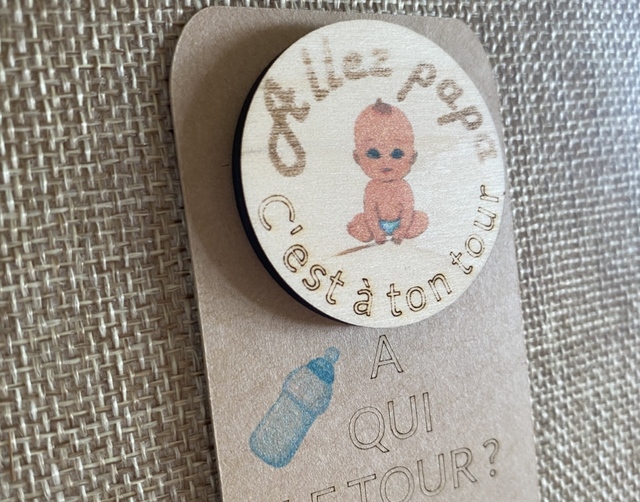 Allez papa
C'est à ton tour
A
QUI
LE TOUR ?